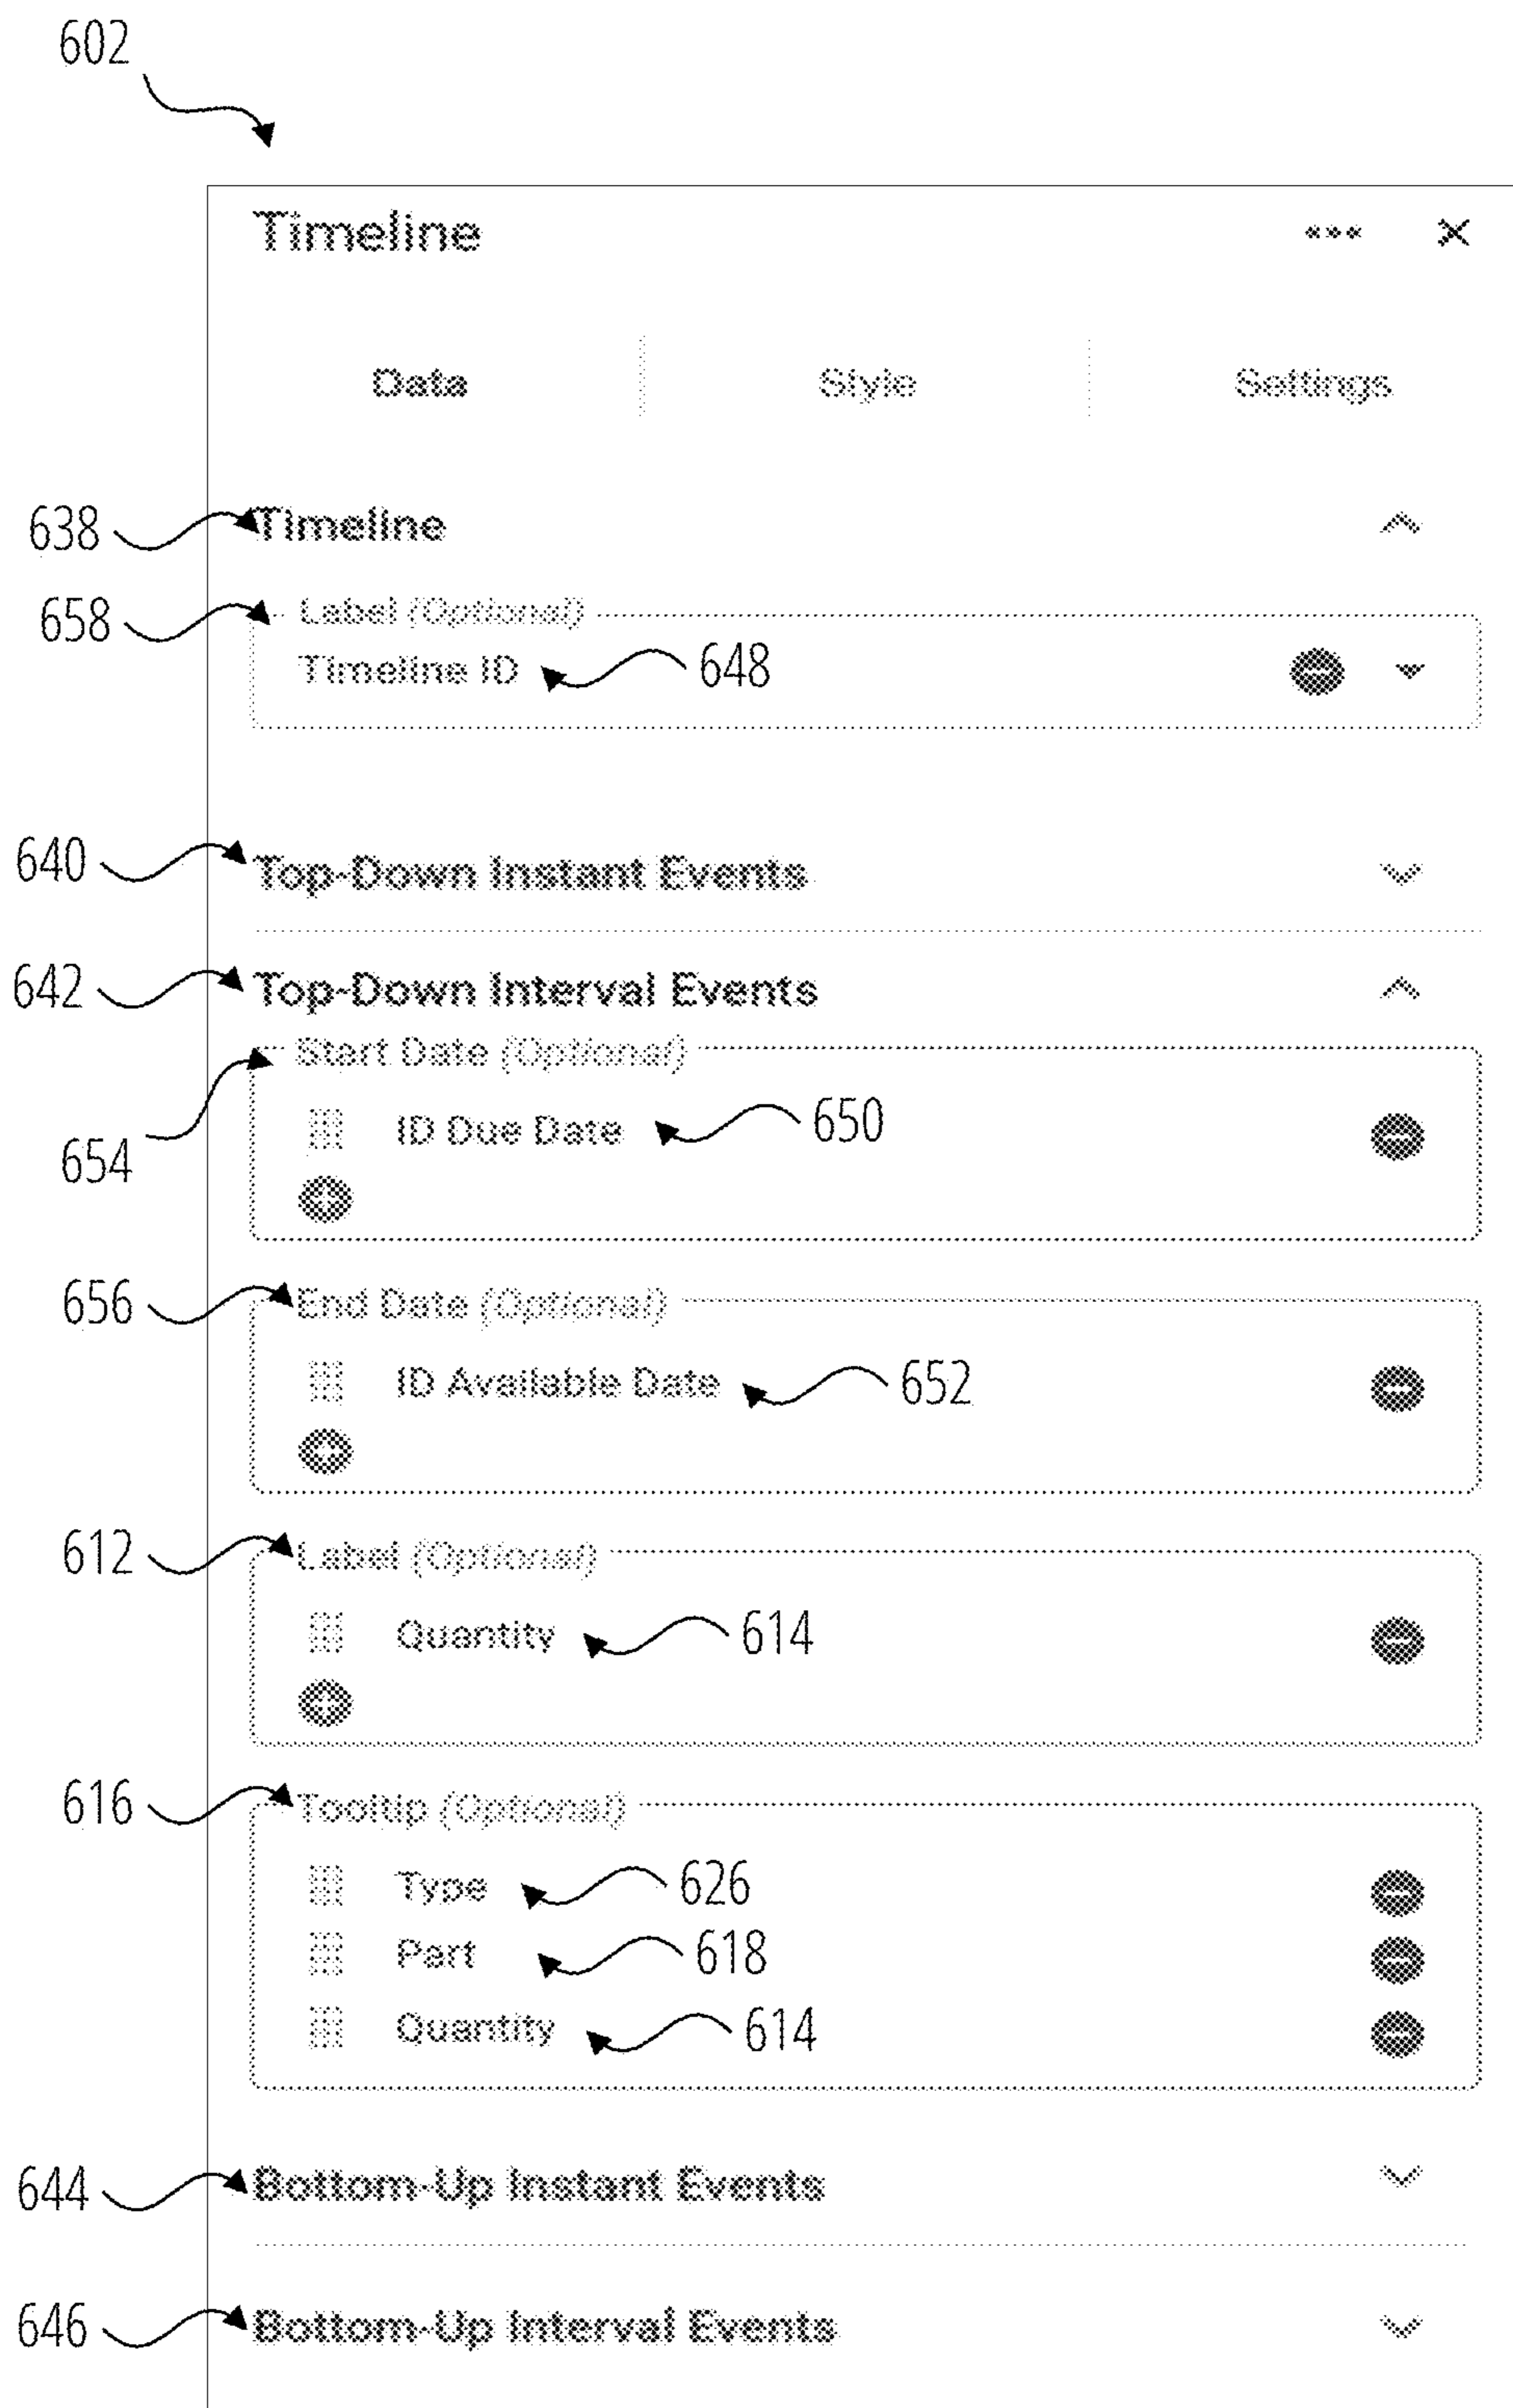 602
Timeline
Data Style Settings
638 Timeline
658 Label (Optional)
Timeline ID 648
640 Top-Down Instant Events
642 Top-Down Interval Events
Start Date (Optional)
654
ID Due Date 650
656 End Date (Optional)
ID Available Date 652
612 Label (Optional)
Quantity 614
616 Tooltip (Optional)
Type 626
Part 618
Quantity 614
644 Bottom-Up Instant Events
646 Bottom-Up Interval Events